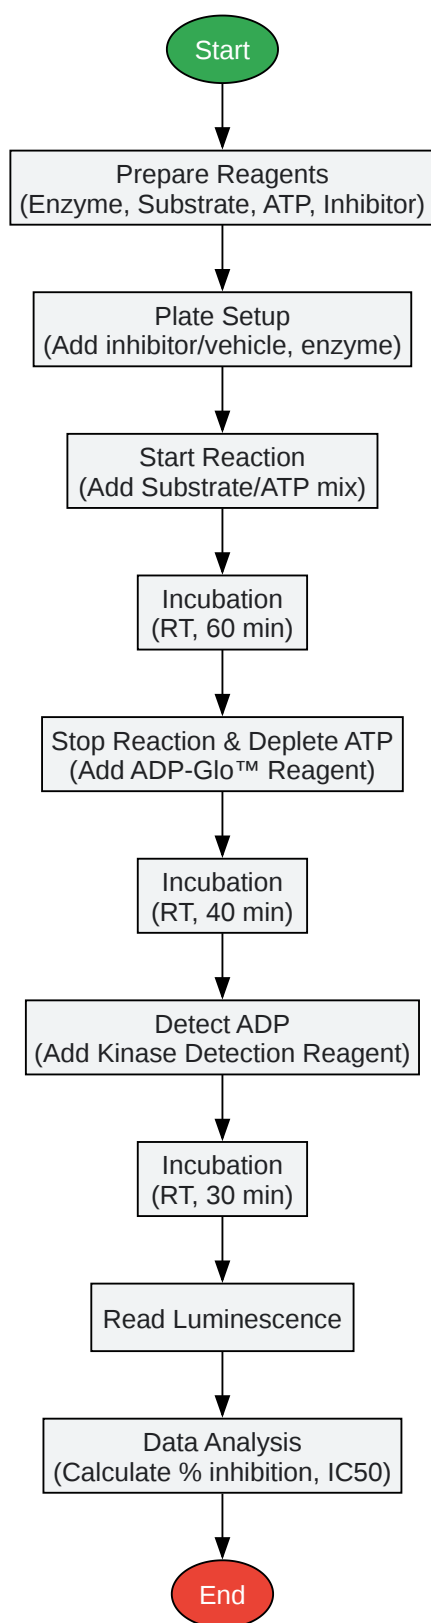 Start
Prepare Reagents
(Enzyme, Substrate, ATP, Inhibitor)
Plate Setup
(Add inhibitor/vehicle, enzyme)
Start Reaction
(Add Substrate/ATP mix)
Incubation
(RT, 60 min)
Stop Reaction & Deplete ATP
(Add ADP-Glo™ Reagent)
Incubation
(RT, 40 min)
Detect ADP
(Add Kinase Detection Reagent)
Incubation
(RT, 30 min)
Read Luminescence
Data Analysis
(Calculate % inhibition, IC50)
End